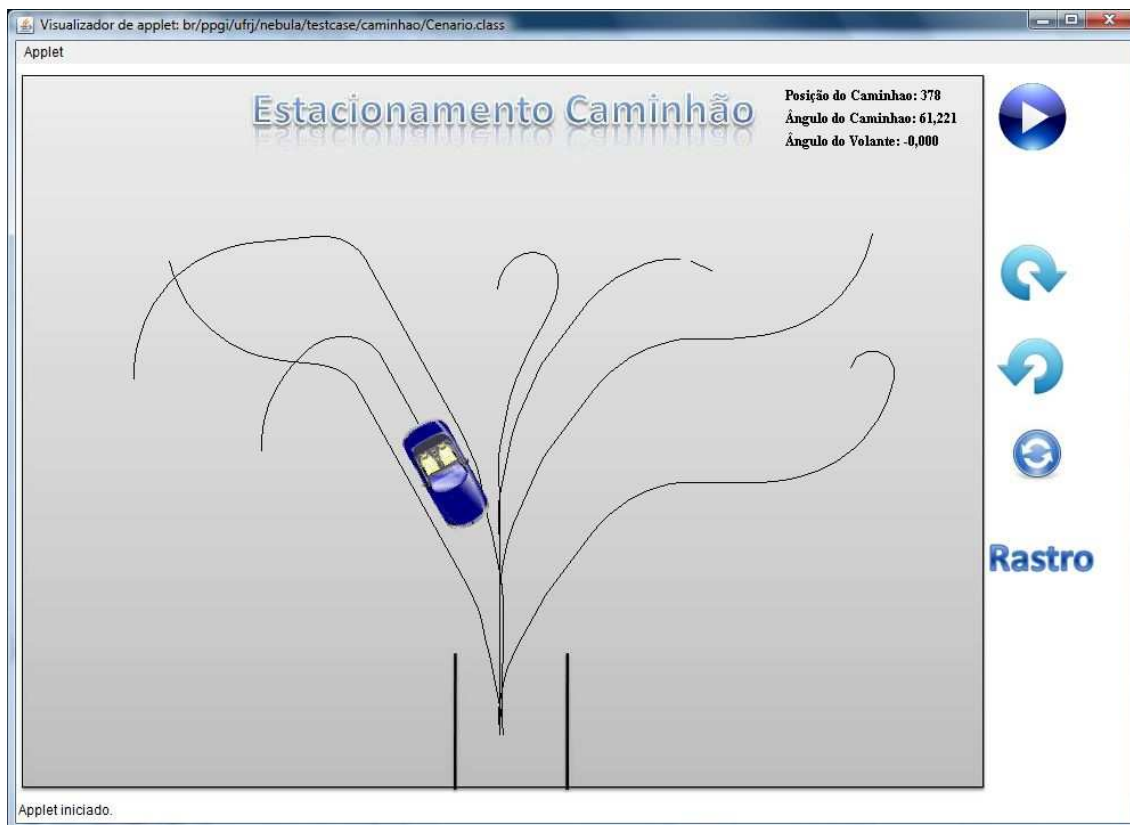 Visualizador de applet: br/ppgi/ufrj/nebula/testcase/caminhao/Cenario.class
Applet
Estacionamento Caminhão
Posição do Caminhao: 378
Ângulo do Caminhao: 61,221
Ângulo do Volante: -0,000
Rastro
Applet iniciado.